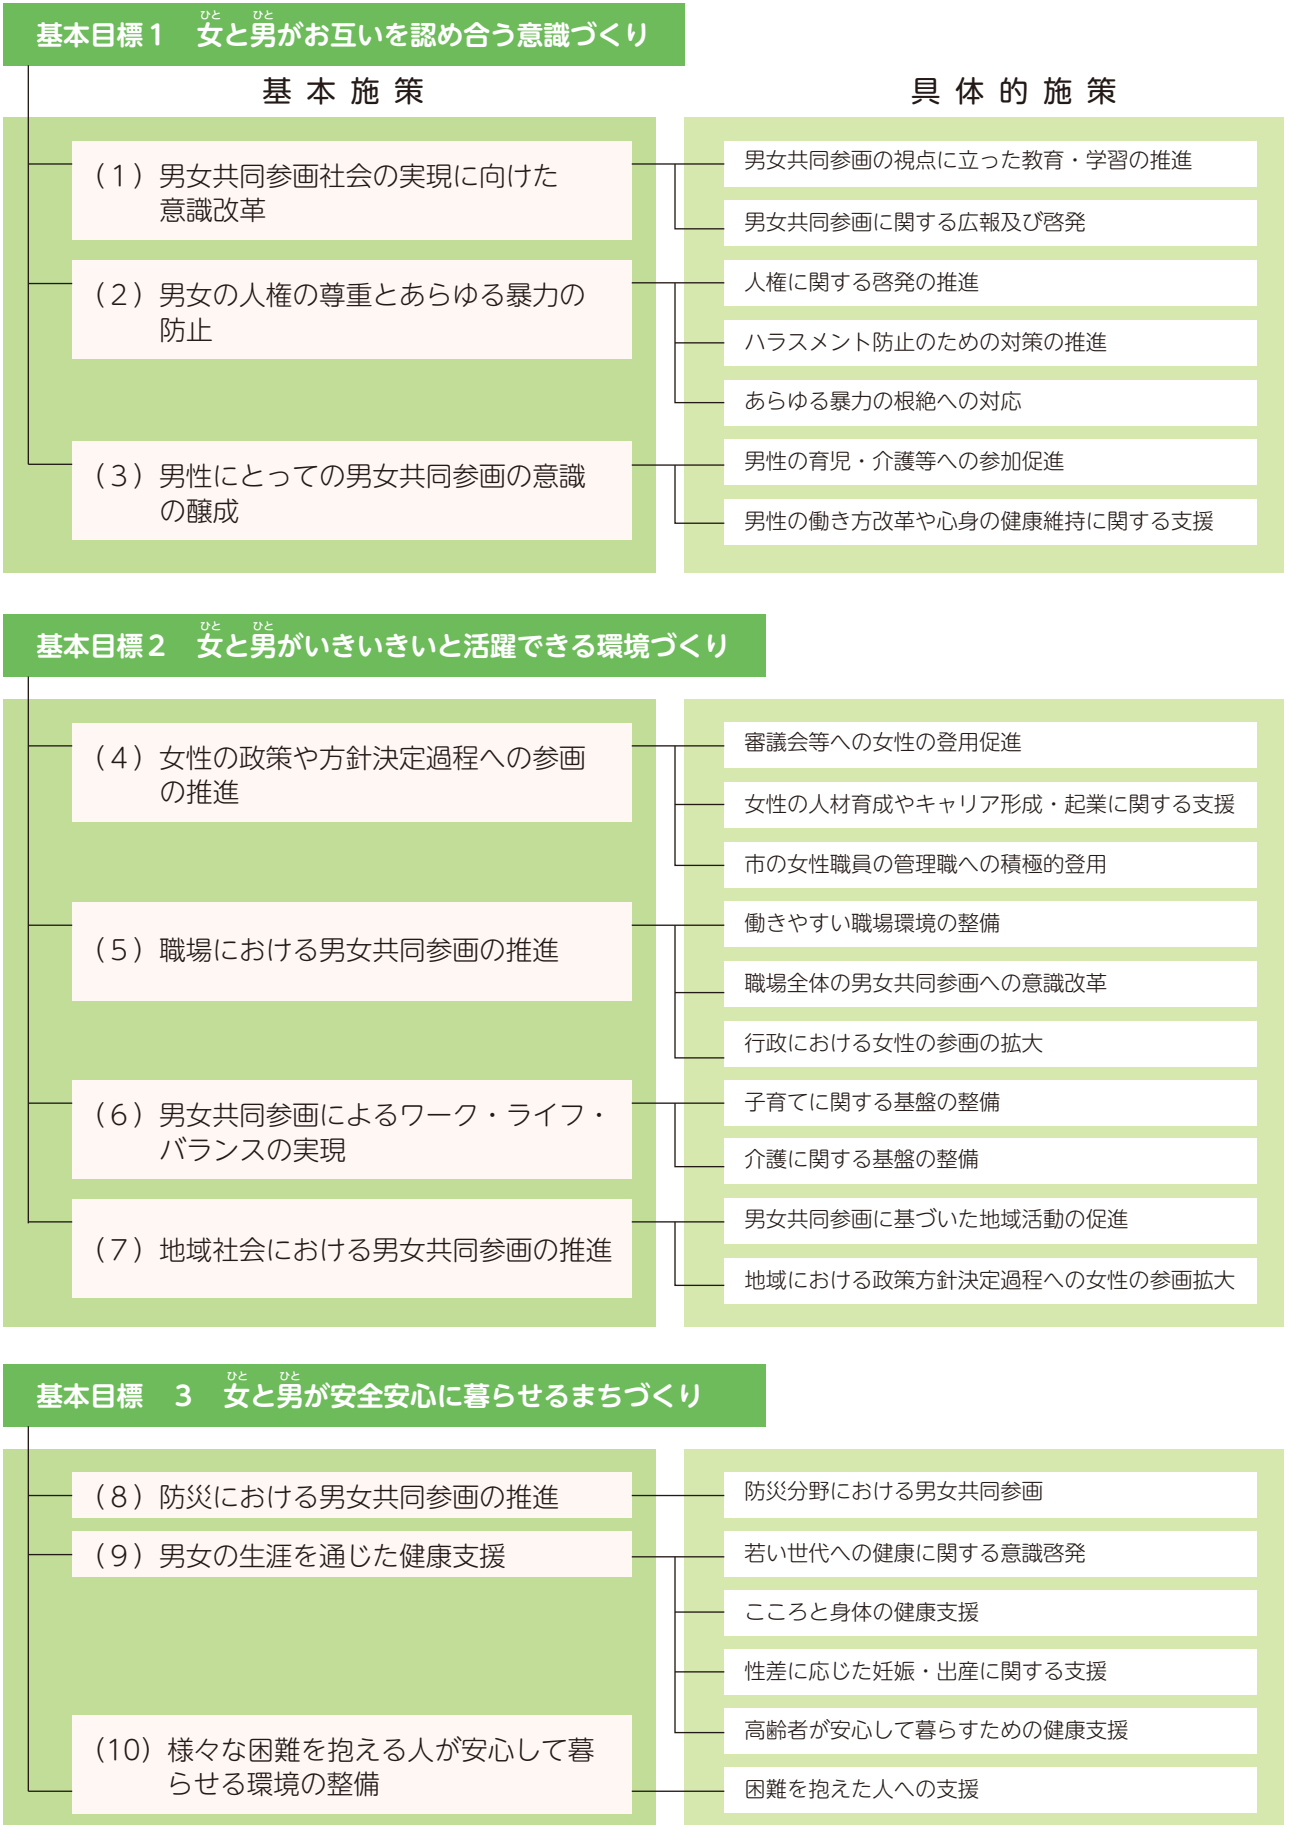 基本目標１　女と男がお互いを認め合う意識づくり
ひと　ひと
基本施策
具体的施策
（１）男女共同参画社会の実現に向けた
意識改革
男女共同参画の視点に立った教育・学習の推進
男女共同参画に関する広報及び啓発
（２）男女の人権の尊重とあらゆる暴力の
防止
人権に関する啓発の推進
ハラスメント防止のための対策の推進
あらゆる暴力の根絶への対応
（３）男性にとっての男女共同参画の意識
の醸成
男性の育児・介護等への参加促進
男性の働き方改革や心身の健康維持に関する支援
ひと　ひと
基本目標２　女と男がいきいきいと活躍できる環境づくり
（４）女性の政策や方針決定過程への参画
の推進
審議会等への女性の登用促進
女性の人材育成やキャリア形成・起業に関する支援
市の女性職員の管理職への積極的登用
（５）職場における男女共同参画の推進
働きやすい職場環境の整備
職場全体の男女共同参画への意識改革
行政における女性の参画の拡大
（６）男女共同参画によるワーク・ライフ・
バランスの実現
子育てに関する基盤の整備
介護に関する基盤の整備
（７）地域社会における男女共同参画の推進
男女共同参画に基づいた地域活動の促進
地域における政策方針決定過程への女性の参画拡大
ひと　ひと
基本目標　３　女と男が安全安心に暮らせるまちづくり
（８）防災における男女共同参画の推進
防災分野における男女共同参画
（９）男女の生涯を通じた健康支援
若い世代への健康に関する意識啓発
こころと身体の健康支援
性差に応じた妊娠・出産に関する支援
高齢者が安心して暮らすための健康支援
（10）様々な困難を抱える人が安心して暮
らせる環境の整備
困難を抱えた人への支援